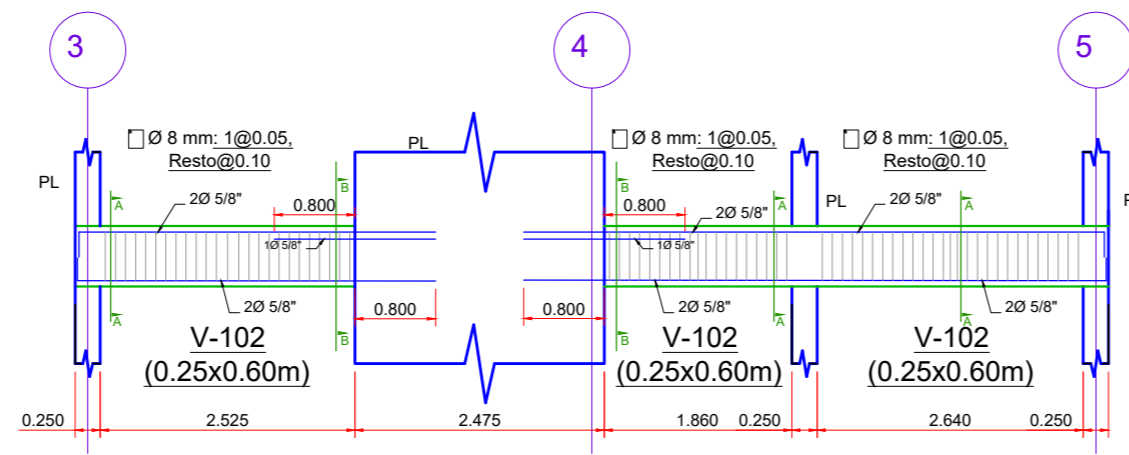 3
4
5
Ø 8 mm: 1@0.05,
Resto@0.10
PL
Ø 8 mm: 1@0.05,
Resto@0.10
Ø 8 mm: 1@0.05,
Resto@0.10
PL
PL
A
2Ø 5/8"
0.800
B
B
0.800
2Ø 5/8"
A
2Ø 5/8"
A
1Ø 5/8"
1Ø 5/8"
2Ø 5/8"
0.800
0.800
2Ø 5/8"
2Ø 5/8"
A
B
B
A
A
V-102
(0.25x0.60m)
V-102
(0.25x0.60m)
V-102
(0.25x0.60m)
0.250
2.525
2.475
1.860
0.250
2.640
0.250